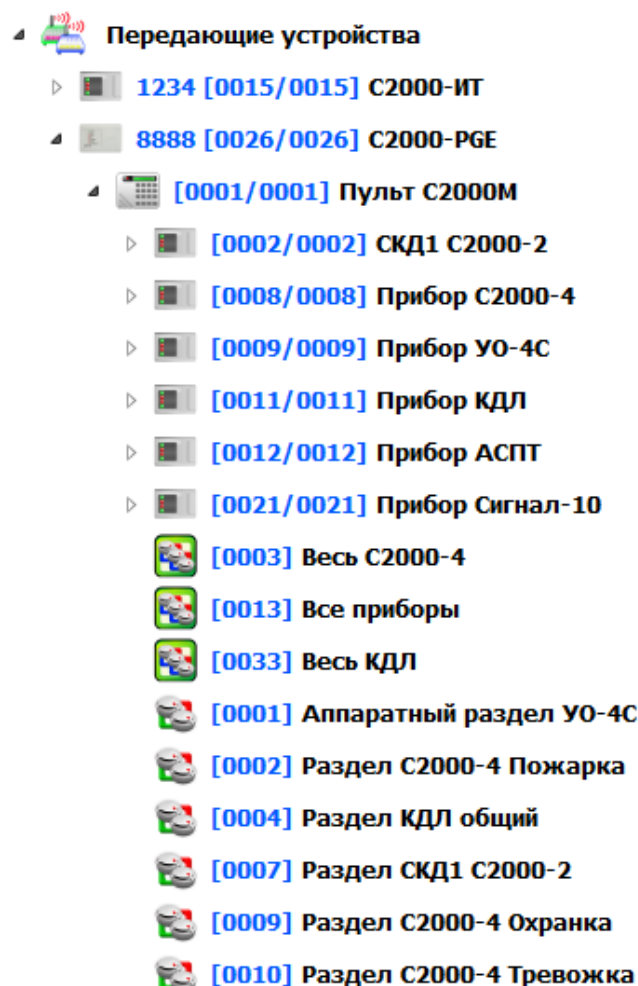 Передающие устройства
1234 [0015/0015] С2000-ИТ
8888 [0026/0026] С2000-PGE
[0001/0001] Пульт С2000М
[0002/0002] СКД1 С2000-2
[0008/0008] Прибор С2000-4
[0009/0009] Прибор УО-4С
[0011/0011] Прибор КДЛ
[0012/0012] Прибор АСПТ
[0021/0021] Прибор Сигнал-10
[0003] Весь С2000-4
[0013] Все приборы
[0033] Весь КДЛ
[0001] Аппаратный раздел УО-4С
[0002] Раздел С2000-4 Пожарка
[0004] Раздел КДЛ общий
[0007] Раздел СКД1 С2000-2
[0009] Раздел С2000-4 Охранка
[0010] Раздел С2000-4 Тревожка